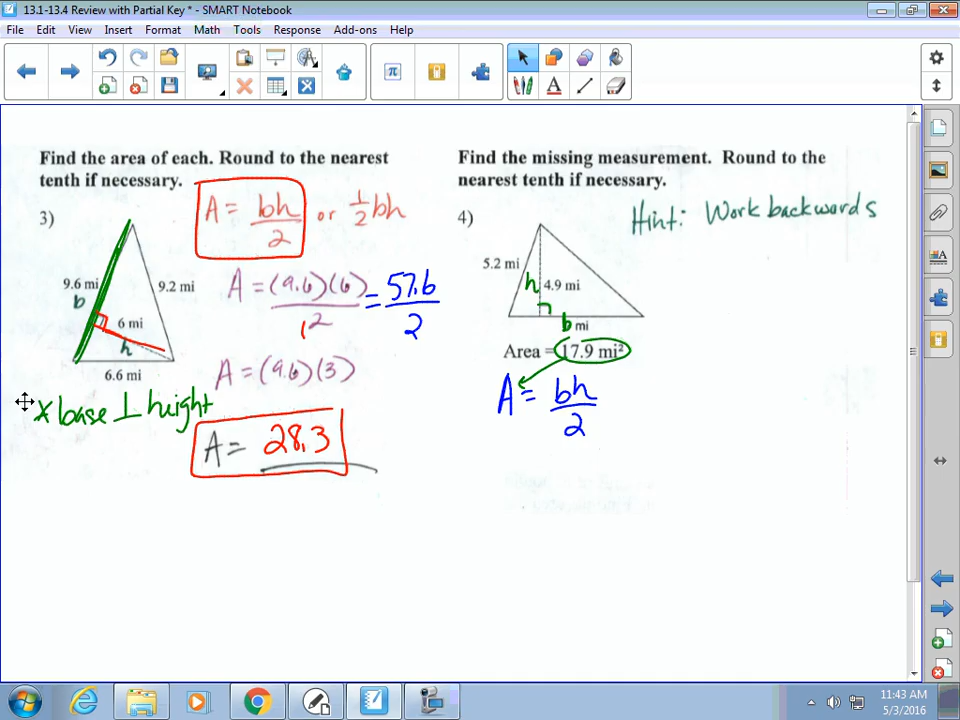 13.1-13.4 Review with Partial Key * - SMART Notebook
File Edit View Insert Format Math Tools Response Add-ons Help
Find the area of each. Round to the nearest
tenth if necessary.
3)
A = bh/2 or 1/2 bh
9.6 mi
b
9.2 mi
6 mi
h
6.6 mi
A = (9.6)(6)/2 = 57.6/2
1
A = (9.6)(3)
* base ⊥ height
A = 28.3
Find the missing measurement. Round to the
nearest tenth if necessary.
4)
Hint: Work backwards
5.2 mi
h
4.9 mi
b mi
Area = 17.9 mi²
A = bh/2
11:43 AM
5/3/2016